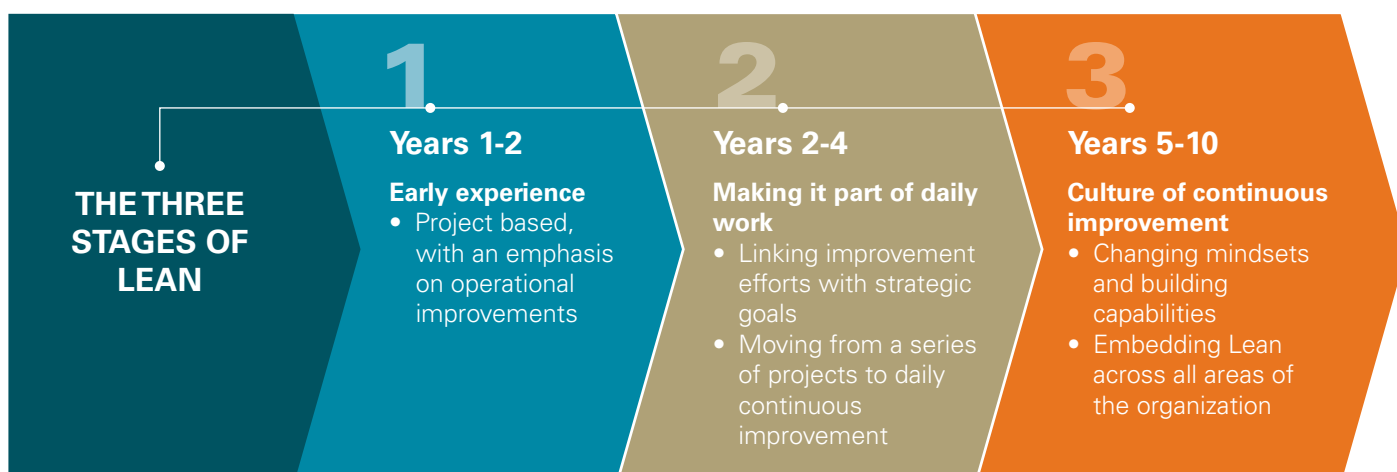 THE THREE
STAGES OF
LEAN
1
Years 1-2
Early experience
• Project based,
with an emphasis
on operational
improvements
2
Years 2-4
Making it part of daily
work
• Linking improvement
efforts with strategic
goals
• Moving from a series
of projects to daily
continuous
improvement
3
Years 5-10
Culture of continuous
improvement
• Changing mindsets
and building
capabilities
• Embedding Lean
across all areas of
the organization